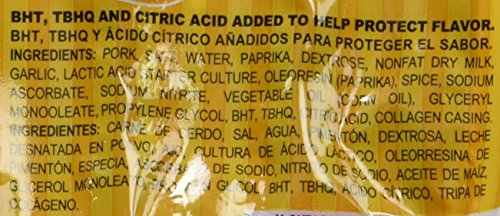 BHT, TBHQ AND CITRIC ACID ADDED TO HELP PROTECT FLAVOR.
BHT, TBHQ Y ÁCIDO CÍTRICO AÑADIDOS PARA PROTEGER EL SABOR.
INGREDIENTS: PORK, SALT, WATER, PAPRIKA, DEXTROSE, NONFAT DRY MILK,
GARLIC, LACTIC ACID STARTER CULTURE, OLEORESIN (PAPRIKA), SPICE, SODIUM
ASCORBATE, SODIUM NITRITE, VEGETABLE OIL (CORN OIL), GLYCERYL
MONOOLEATE, PROPYLENE GLYCOL, BHT, TBHQ, CITRIC ACID, COLLAGEN CASING.
INGREDIENTES: CARNE DE CERDO, SAL, AGUA, PIMENTÓN, DEXTROSA, LECHE
DESNATADA EN POLVO, CULTURA DE ÁCIDO LÁCTICO, OLEORRESINA DE
PIMENTÓN, ESPECIA, ASCORBATO DE SODIO, NITRITO DE SODIO, ACEITE DE MAÍZ,
GLICEROL MONOOLEATO, GLYCOL, BHT, TBHQ, ÁCIDO CÍTRICO, TRIPA DE
COLÁGENO.